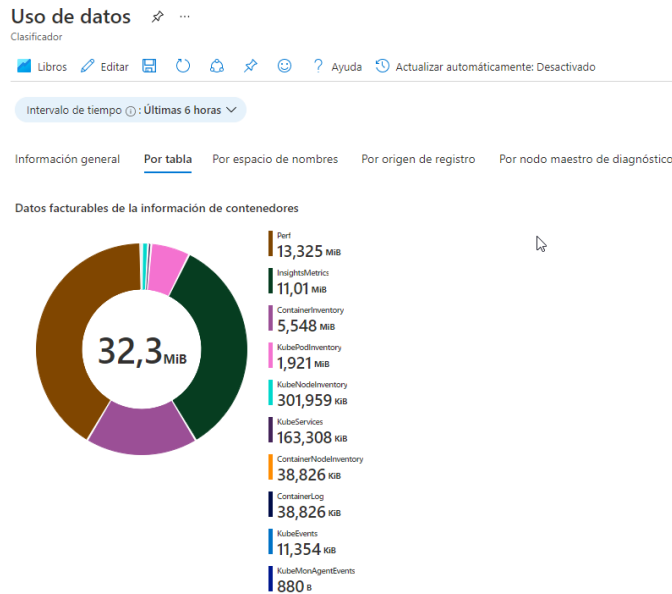 Uso de datos
Clasificador
Libros Editar Ayuda Actualizar automáticamente: Desactivado
Intervalo de tiempo : Últimas 6 horas
Información general Por tabla Por espacio de nombres Por origen de registro Por nodo maestro de diagnóstico
Datos facturables de la información de contenedores
32,3 MiB
Perf
13,325 MiB
InsightsMetrics
11,01 MiB
ContainerInventory
5,548 MiB
KubePodInventory
1,921 MiB
KubeNodeInventory
301,959 KiB
KubeServices
163,308 KiB
ContainerNodeInventory
38,826 KiB
ContainerLog
38,826 KiB
KubeEvents
11,354 KiB
KubeMonAgentEvents
880 B